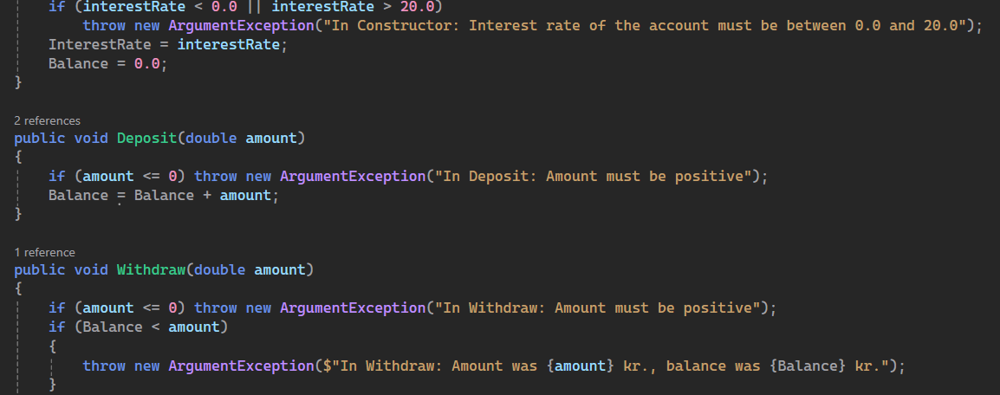 if (interestRate < 0.0 || interestRate > 20.0)
throw new ArgumentException("In Constructor: Interest rate of the account must be between 0.0 and 20.0");
InterestRate = interestRate;
Balance = 0.0;
}
2 references
public void Deposit(double amount)
{
if (amount <= 0) throw new ArgumentException("In Deposit: Amount must be positive");
Balance = Balance + amount;
}
1 reference
public void Withdraw(double amount)
{
if (amount <= 0) throw new ArgumentException("In Withdraw: Amount must be positive");
if (Balance < amount)
{
throw new ArgumentException($"In Withdraw: Amount was {amount} kr., balance was {Balance} kr.");
}